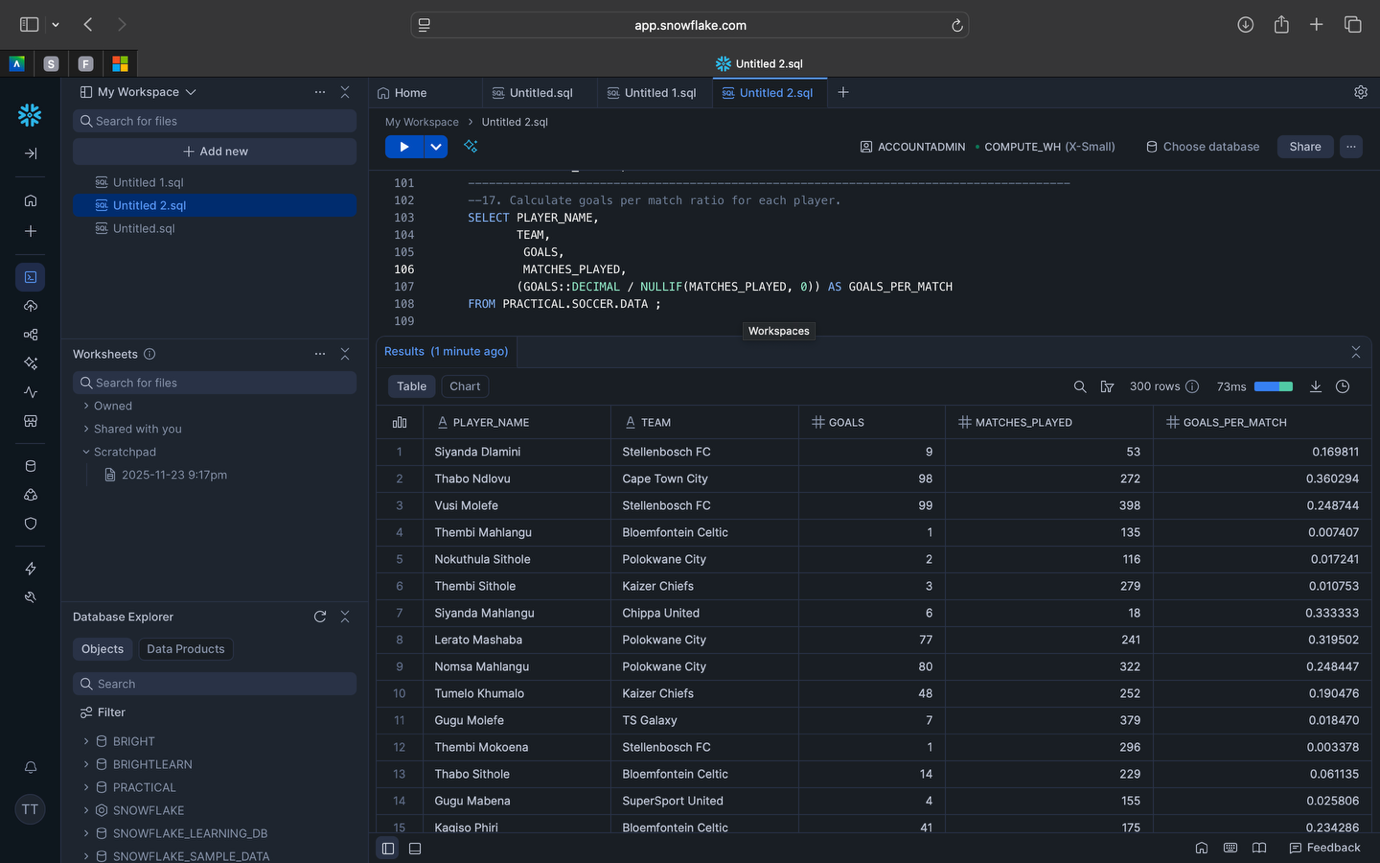 app.snowflake.com
S
F
Untitled 2.sql
My Workspace
Search for files
Add new
Untitled 1.sql
Untitled 2.sql
Untitled.sql
Worksheets
Search for files
Owned
Shared with you
Scratchpad
2025-11-23 9:17pm
Database Explorer
Objects Data Products
Search
Filter
BRIGHT
BRIGHTLEARN
PRACTICAL
SNOWFLAKE
SNOWFLAKE_LEARNING_DB
SNOWFLAKE_SAMPLE_DATA
TT
Home Untitled.sql Untitled 1.sql Untitled 2.sql
My Workspace > Untitled 2.sql
ACCOUNTADMIN • COMPUTE_WH (X-Small) Choose database Share
101 ---------------------------------------------------------------------------------------
102 --17. Calculate goals per match ratio for each player.
103 SELECT PLAYER_NAME,
104 TEAM,
105 GOALS,
106 MATCHES_PLAYED,
107 (GOALS::DECIMAL / NULLIF(MATCHES_PLAYED, 0)) AS GOALS_PER_MATCH
108 FROM PRACTICAL.SOCCER.DATA ;
109
Workspaces
Results (1 minute ago)
Table Chart 300 rows 73ms
PLAYER_NAME TEAM GOALS MATCHES_PLAYED GOALS_PER_MATCH
1 Siyanda Dlamini Stellenbosch FC 9 53 0.169811
2 Thabo Ndlovu Cape Town City 98 272 0.360294
3 Vusi Molefe Stellenbosch FC 99 398 0.248744
4 Thembi Mahlangu Bloemfontein Celtic 1 135 0.007407
5 Nokuthula Sithole Polokwane City 2 116 0.017241
6 Thembi Sithole Kaizer Chiefs 3 279 0.010753
7 Siyanda Mahlangu Chippa United 6 18 0.333333
8 Lerato Mashaba Polokwane City 77 241 0.319502
9 Nomsa Mahlangu Polokwane City 80 322 0.248447
10 Tumelo Khumalo Kaizer Chiefs 48 252 0.190476
11 Gugu Molefe TS Galaxy 7 379 0.018470
12 Thembi Mokoena Stellenbosch FC 1 296 0.003378
13 Thabo Sithole Bloemfontein Celtic 14 229 0.061135
14 Gugu Mabena SuperSport United 4 155 0.025806
15 Kagiso Phiri Bloemfontein Celtic 41 175 0.234286
Feedback